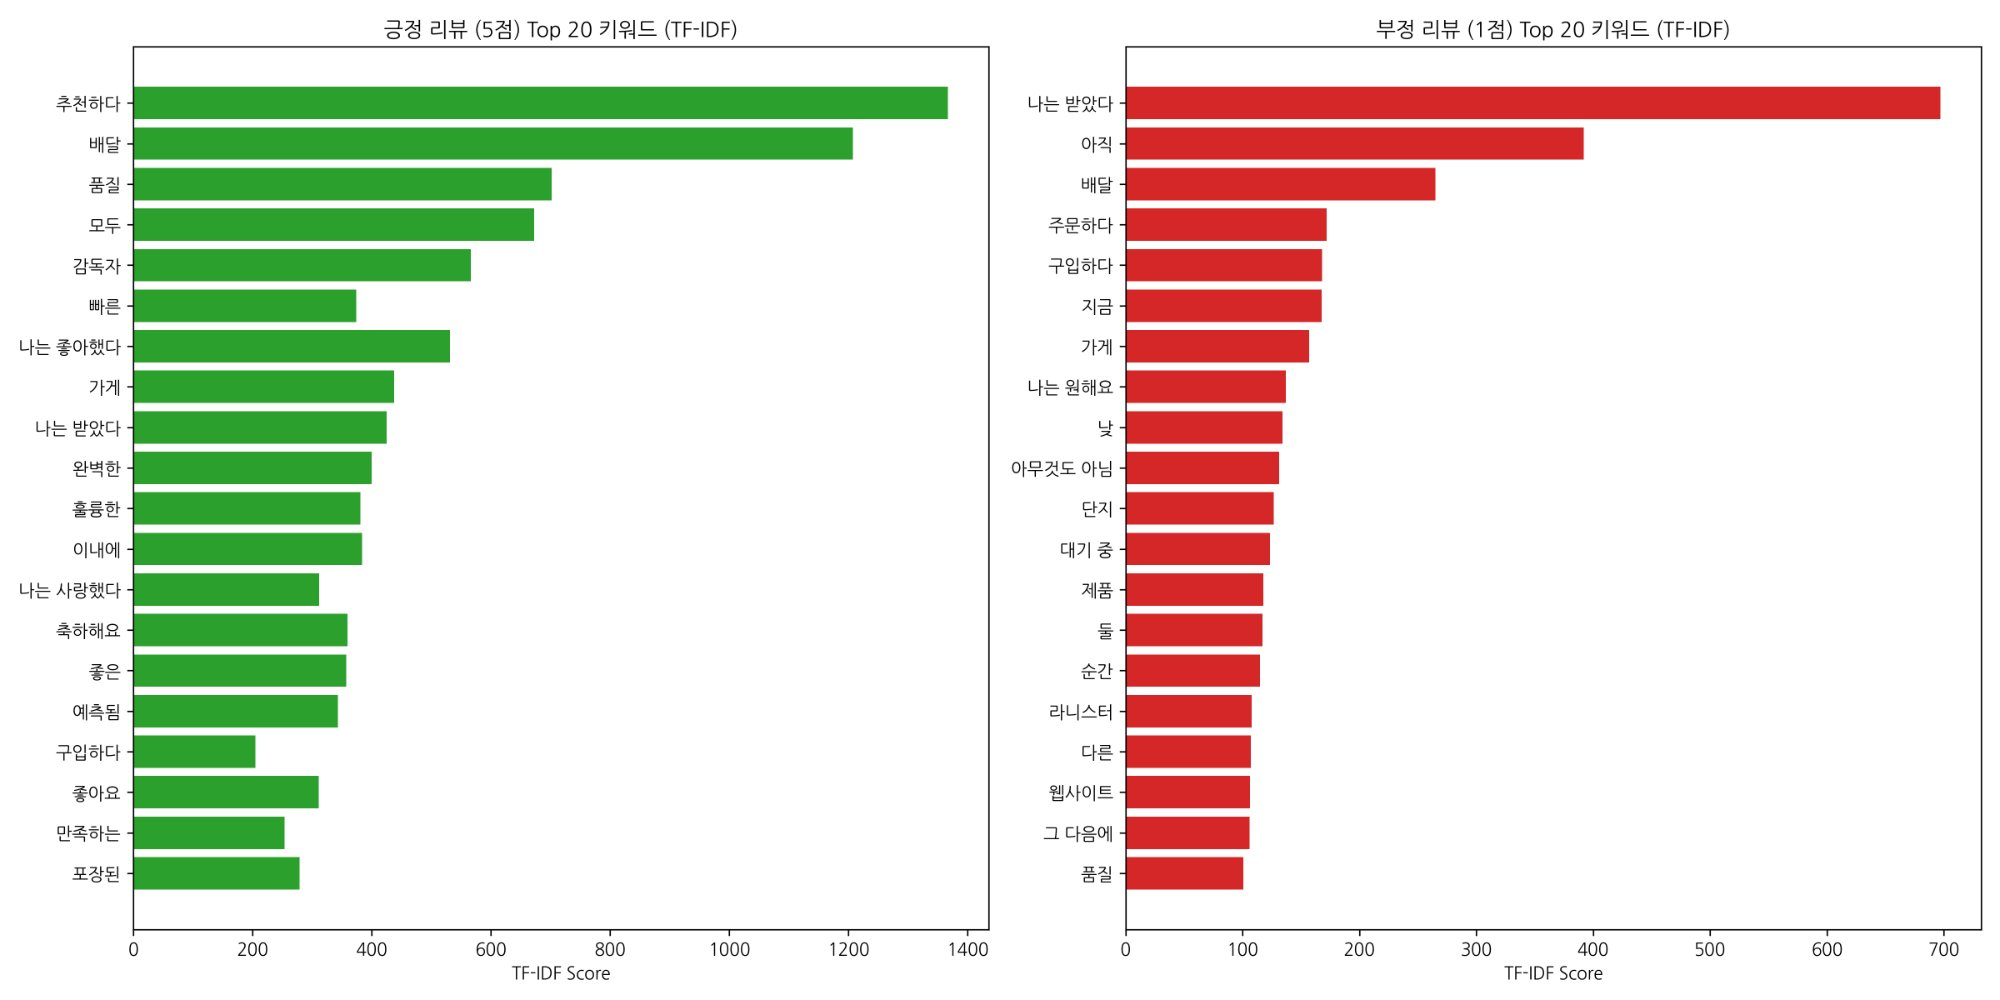 긍정 리뷰 (5점) Top 20 키워드 (TF-IDF)
추천하다
배달
품질
모두
감독자
빠른
나는 좋아했다
가게
나는 받았다
완벽한
훌륭한
이내에
나는 사랑했다
축하해요
좋은
예측됨
구입하다
좋아요
만족하는
포장된
0 200 400 600 800 1000 1200 1400
TF-IDF Score
부정 리뷰 (1점) Top 20 키워드 (TF-IDF)
나는 받았다
아직
배달
주문하다
구입하다
지금
가게
나는 원해요
낮
아무것도 아님
단지
대기 중
제품
둘
순간
라니스터
다른
웹사이트
그 다음에
품질
0 100 200 300 400 500 600 700
TF-IDF Score